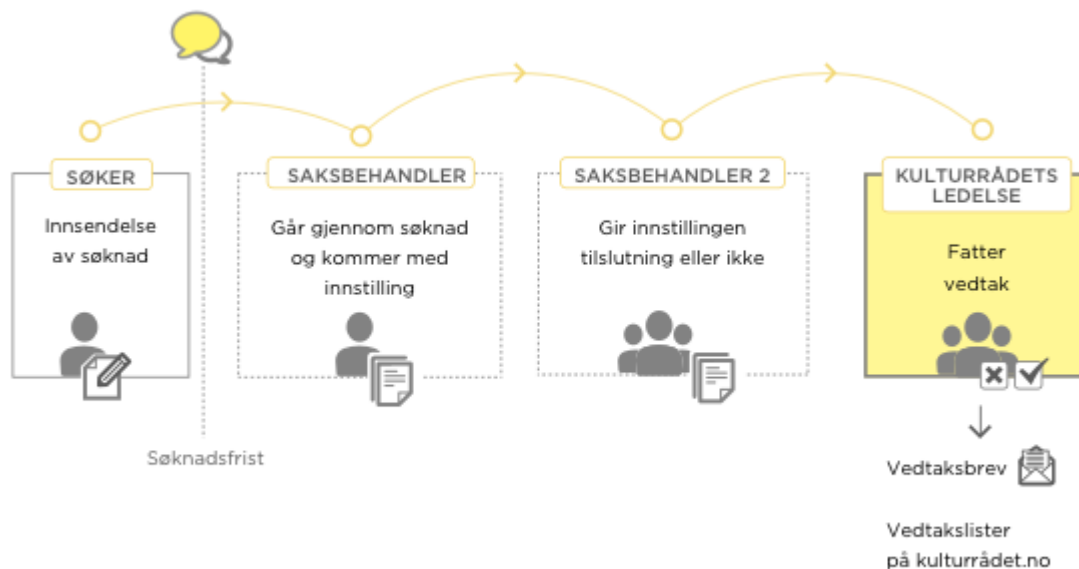 SØKER
Innsendelse
av søknad
Søknadsfrist
SAKSBEHANDLER
Går gjennom søknad
og kommer med
innstilling
SAKSBEHANDLER 2
Gir innstillingen
tilslutning eller ikke
KULTURRÅDETS
LEDELSE
Fatter
vedtak
Vedtaksbrev
Vedtakslister
på kulturrådet.no